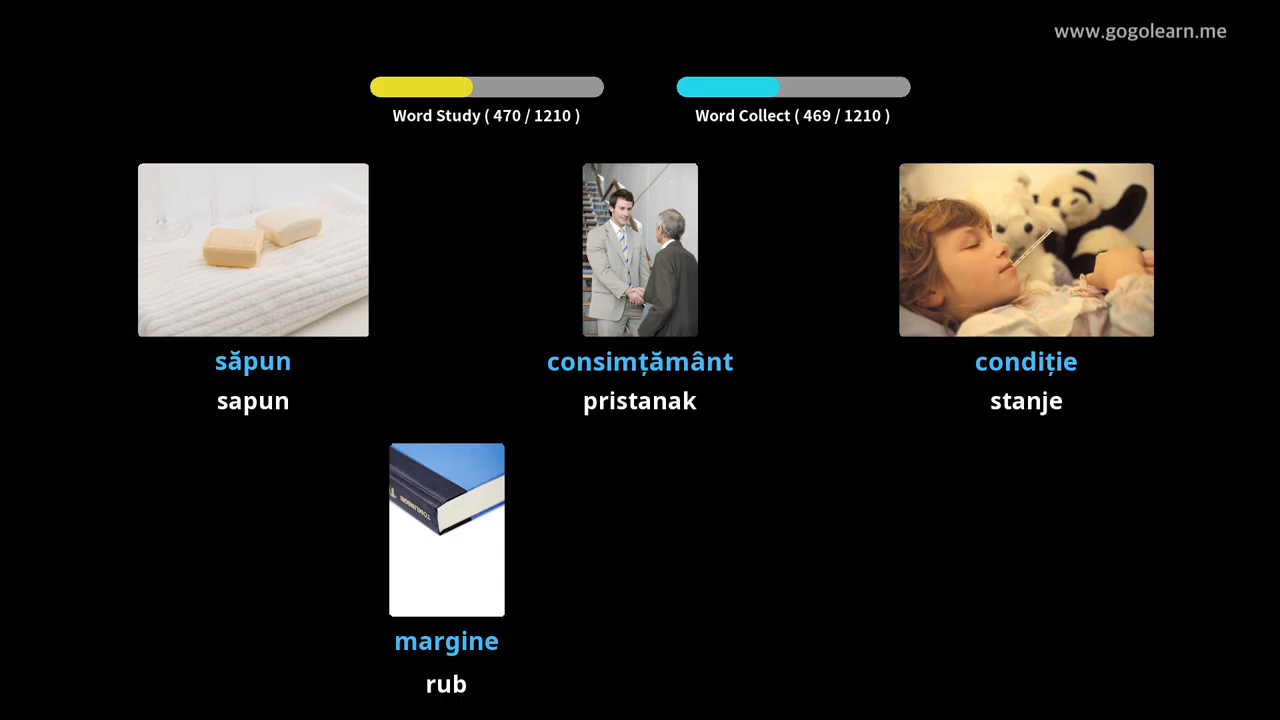 www.gogolearn.me
Word Study ( 470 / 1210 )
Word Collect ( 469 / 1210 )
săpun
consimțământ
condiție
sapun
pristanak
stanje
TOMLINSON
margine
rub